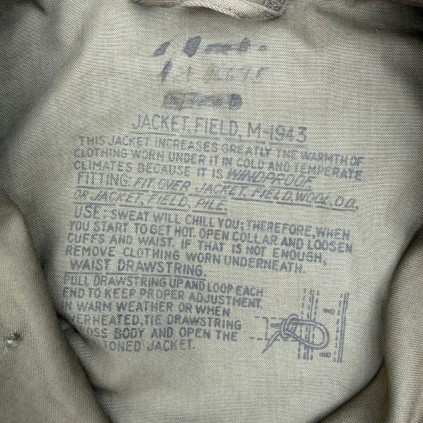 JACKET, FIELD, M-1943
THIS JACKET INCREASES GREATLY THE WARMTH OF
CLOTHING WORN UNDER IT IN COLD AND TEMPERATE
CLIMATES BECAUSE IT IS WINDPROOF.
FITTING: FIT OVER JACKET, FIELD, WOOL, O.D.
OR JACKET, FIELD, PILE.
USE: SWEAT WILL CHILL YOU; THEREFORE, WHEN
YOU START TO GET HOT, OPEN COLLAR AND LOOSEN
CUFFS AND WAIST. IF THAT IS NOT ENOUGH,
REMOVE CLOTHING WORN UNDERNEATH.
WAIST DRAWSTRING.
PULL DRAWSTRING UP AND LOOP EACH
END TO KEEP PROPER ADJUSTMENT.
IN WARM WEATHER OR WHEN
VERHEATED, TIE DRAWSTRING
ROSS BODY AND OPEN THE
TONED JACKET.